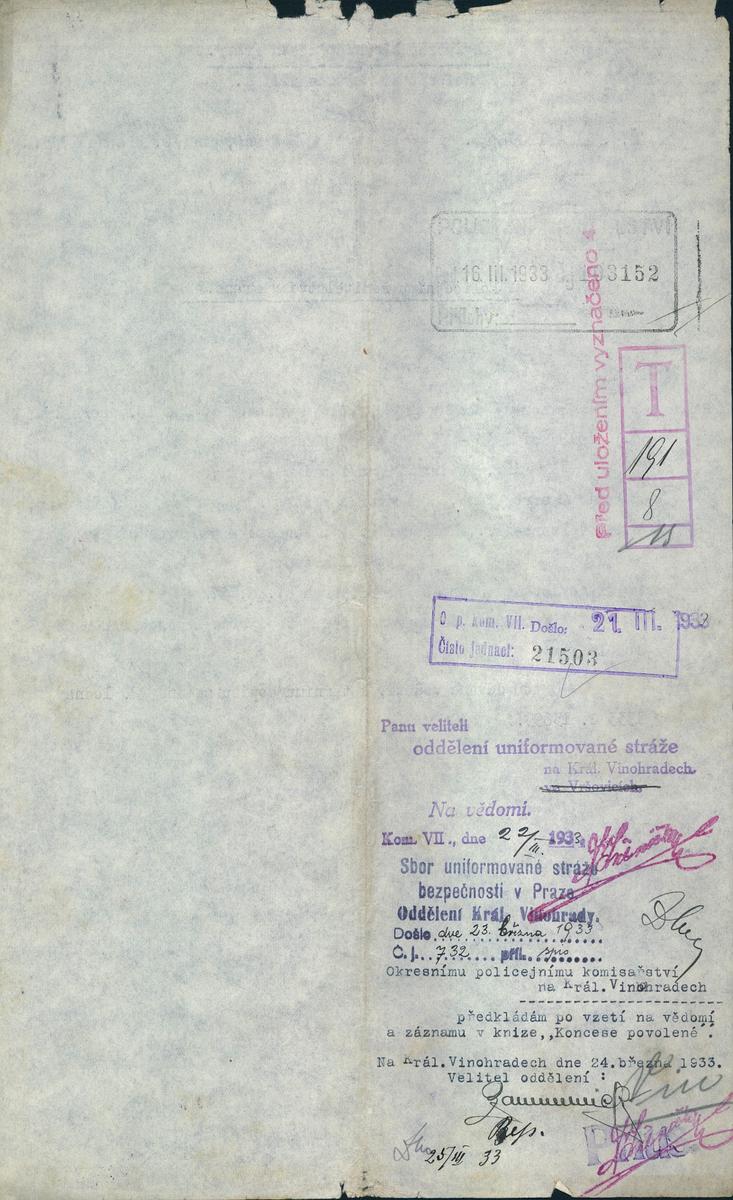 16. III. 1933 103152
Přílohy:
před uložením vyznačeno 4
T
191
8
O p. kom. VII. Došlo: 21. III. 1933
Číslo jednací: 21503
Panu veliteli
oddělení uniformované stráže
na Král. Vinohradech.
ve Vršovicích.
Na vědomí.
Kom. VII., dne 22/III. 1933.
Sbor uniformované stráže
bezpečnosti v Praze.
Oddělení Král. Vinohrady.
Došlo dne 23. března 1933
Č. j. 732. příl.
Okresnímu policejnímu komisařství
na Král. Vinohradech
předkládám po vzetí na vědomí
a záznamu v knize,,Koncese povolené".
Na Král.Vinohradech dne 24.března 1933.
Velitel oddělení :
25/III 33